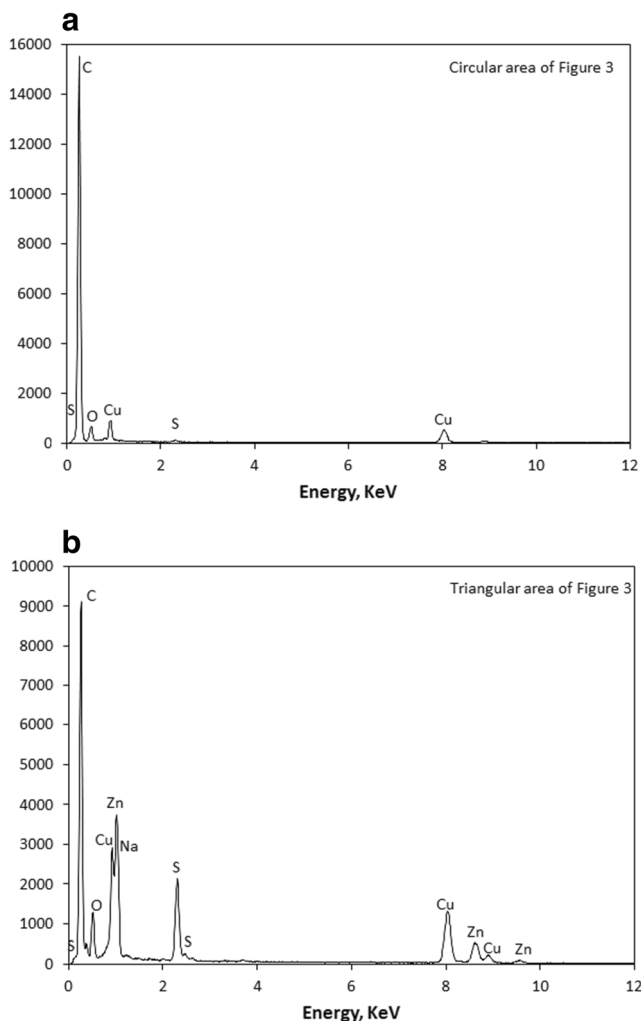 a
16000
14000
12000
10000
8000
6000
4000
2000
0
C
Circular area of Figure 3
S
O
Cu
S
Cu
0 2 4 6 8 10 12
Energy, KeV
b
10000
9000
8000
7000
6000
5000
4000
3000
2000
1000
0
C
Triangular area of Figure 3
Zn
Cu
Na
S
O
S
S
Cu
Zn
Cu
Zn
0 2 4 6 8 10 12
Energy, KeV